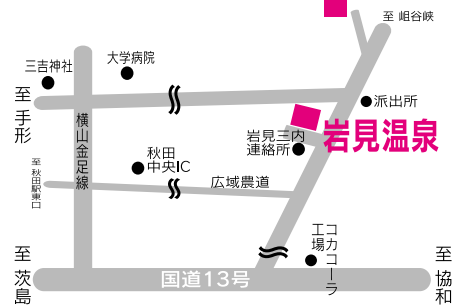 至 岨谷峡
大学病院
三吉神社
至手形
派出所
岩見温泉
岩見三内
連絡所
横山金足線
秋田
中央IC
至 秋田駅東口
広域農道
コカコーラ
工場
至茨島
国道13号
至協和